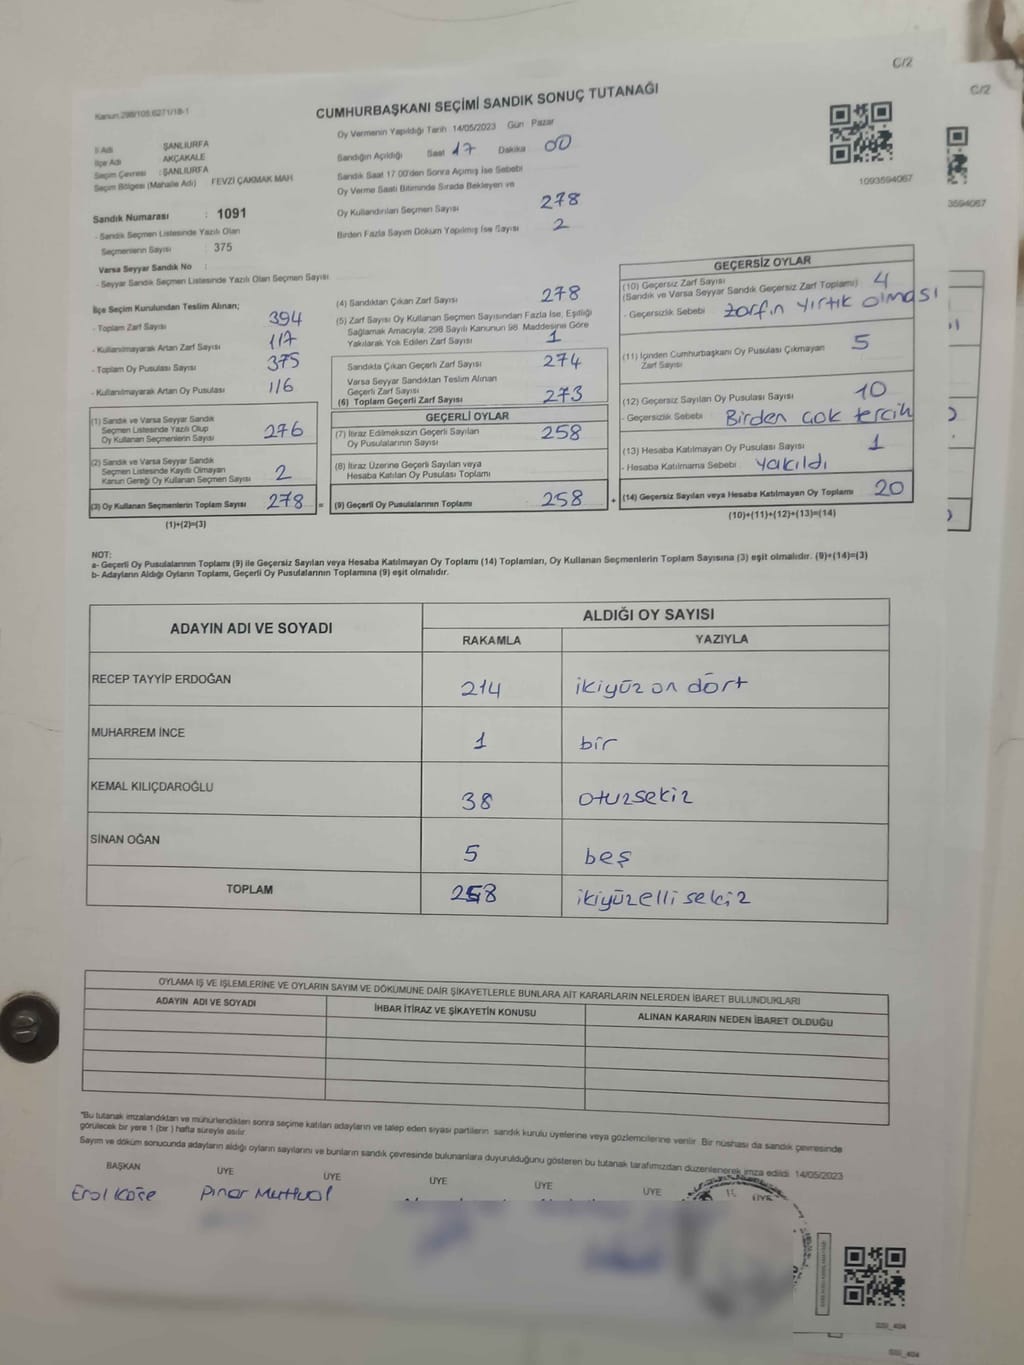 C/2
C/2
Kanun:298/105:6271/18-1
CUMHURBAŞKANI SEÇİMİ SANDIK SONUÇ TUTANAĞI
Oy Vermenin Yapıldığı Tarih 14/05/2023 Gün Pazar
İl Adı ŞANLIURFA
İlçe Adı AKÇAKALE
Seçim Çevresi : ŞANLIURFA
Seçim Bölgesi (Mahalle Adı) FEVZİ ÇAKMAK MAH
Sandığın Açıldığı Saat 17 Dakika 00
Sandık Saat 17.00'den Sonra Açılmış İse Sebebi
Oy Verme Saati Bitiminde Sırada Bekleyen ve
Oy Kullandırılan Seçmen Sayısı 278
Birden Fazla Sayım Döküm Yapılmış İse Sayısı 2
1093594067
3594067
Sandık Numarası : 1091
- Sandık Seçmen Listesinde Yazılı Olan
Seçmenlerin Sayısı : 375
Varsa Seyyar Sandık No :
- Seyyar Sandık Seçmen Listesinde Yazılı Olan Seçmen Sayısı
İlçe Seçim Kurulundan Teslim Alınan;
- Toplam Zarf Sayısı 394
- Kullanılmayarak Artan Zarf Sayısı 117
- Toplam Oy Pusulası Sayısı 375
- Kullanılmayarak Artan Oy Pusulası 116
(1) Sandık ve Varsa Seyyar Sandık
Seçmen Listesinde Yazılı Olup
Oy Kullanan Seçmenlerin Sayısı 276
(2) Sandık ve Varsa Seyyar Sandık
Seçmen Listesinde Kayıtlı Olmayan
Kanun Gereği Oy Kullanan Seçmen Sayısı 2
(3) Oy Kullanan Seçmenlerin Toplam Sayısı 278 =
(1)+(2)=(3)
(4) Sandıktan Çıkan Zarf Sayısı 278
(5) Zarf Sayısı Oy Kullanan Seçmen Sayısından Fazla İse, Eşitliği
Sağlamak Amacıyla, 298 Sayılı Kanunun 98. Maddesine Göre
Yakılarak Yok Edilen Zarf Sayısı 1
Sandıkta Çıkan Geçerli Zarf Sayısı 274
Varsa Seyyar Sandıktan Teslim Alınan
Geçerli Zarf Sayısı
(6) Toplam Geçerli Zarf Sayısı 273
GEÇERLİ OYLAR
(7) İtiraz Edilmeksizin Geçerli Sayılan
Oy Pusulalarının Sayısı 258
(8) İtiraz Üzerine Geçerli Sayılan veya
Hesaba Katılan Oy Pusulası Toplamı
(9) Geçerli Oy Pusulalarının Toplamı 258 +
GEÇERSİZ OYLAR
(10) Geçersiz Zarf Sayısı
(Sandık ve Varsa Seyyar Sandık Geçersiz Zarf Toplamı) 4
- Geçersizlik Sebebi zarfın yırtık olması
(11) İçinden Cumhurbaşkanı Oy Pusulası Çıkmayan
Zarf Sayısı 5
(12) Geçersiz Sayılan Oy Pusulası Sayısı 10
- Geçersizlik Sebebi Birden çok tercih
(13) Hesaba Katılmayan Oy Pusulası Sayısı 1
- Hesaba Katılmama Sebebi yakıldı
(14) Geçersiz Sayılan veya Hesaba Katılmayan Oy Toplamı 20
(10)+(11)+(12)+(13)=(14)
NOT:
a- Geçerli Oy Pusulalarının Toplamı (9) ile Geçersiz Sayılan veya Hesaba Katılmayan Oy Toplamı (14) Toplamları, Oy Kullanan Seçmenlerin Toplam Sayısına (3) eşit olmalıdır. (9)+(14)=(3)
b- Adayların Aldığı Oyların Toplamı, Geçerli Oy Pusulalarının Toplamına (9) eşit olmalıdır.
ADAYIN ADI VE SOYADI
ALDIĞI OY SAYISI
RAKAMLA YAZIYLA
RECEP TAYYİP ERDOĞAN 214 ikiyüz on dört
MUHARREM İNCE 1 bir
KEMAL KILIÇDAROĞLU 38 otuzsekiz
SİNAN OĞAN 5 beş
TOPLAM 258 ikiyüzelli sekiz
OYLAMA İŞ VE İŞLEMLERİNE VE OYLARIN SAYIM VE DÖKÜMÜNE DAİR ŞİKAYETLERLE BUNLARA AİT KARARLARIN NELERDEN İBARET BULUNDUKLARI
ADAYIN ADI VE SOYADI İHBAR İTİRAZ VE ŞİKAYETİN KONUSU ALINAN KARARIN NEDEN İBARET OLDUĞU
"Bu tutanak imzalandıktan ve mühürlendikten sonra seçime katılan adayların ve talep eden siyasi partilerin sandık kurulu üyelerine veya gözlemcilerine verilir. Bir nüshası da sandık çevresinde
görülecek bir yere 1 (bir ) hafta süreyle asılır.
Sayım ve döküm sonucunda adayların aldığı oyların sayılarını ve bunların sandık çevresinde bulunanlara duyurulduğunu gösteren bu tutanak tarafımızdan düzenlenerek imza edildi. 14/05/2023
BAŞKAN ÜYE ÜYE ÜYE ÜYE ÜYE ÜYE
Erol Köse Pınar